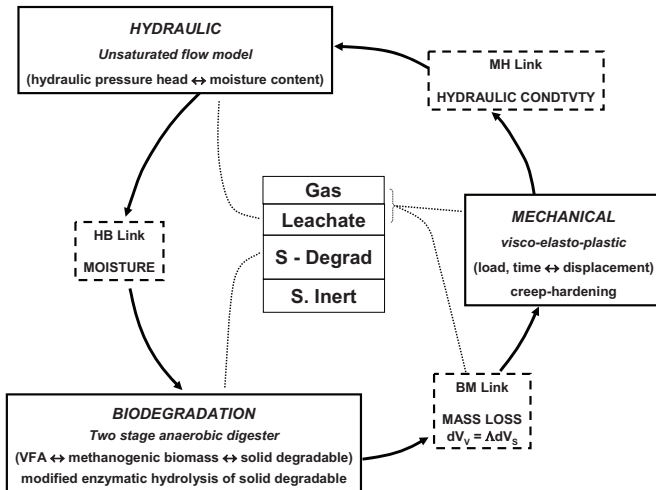 HYDRAULIC
Unsaturated flow model
(hydraulic pressure head ↔ moisture content)
MH Link
HYDRAULIC CONDTVTY
Gas
Leachate
S - Degrad
S. Inert
HB Link
MOISTURE
MECHANICAL
visco-elasto-plastic
(load, time ↔ displacement)
creep-hardening
BIODEGRADATION
Two stage anaerobic digester
(VFA ↔ methanogenic biomass ↔ solid degradable)
modified enzymatic hydrolysis of solid degradable
BM Link
MASS LOSS
dVᵥ = ΛdVₛ